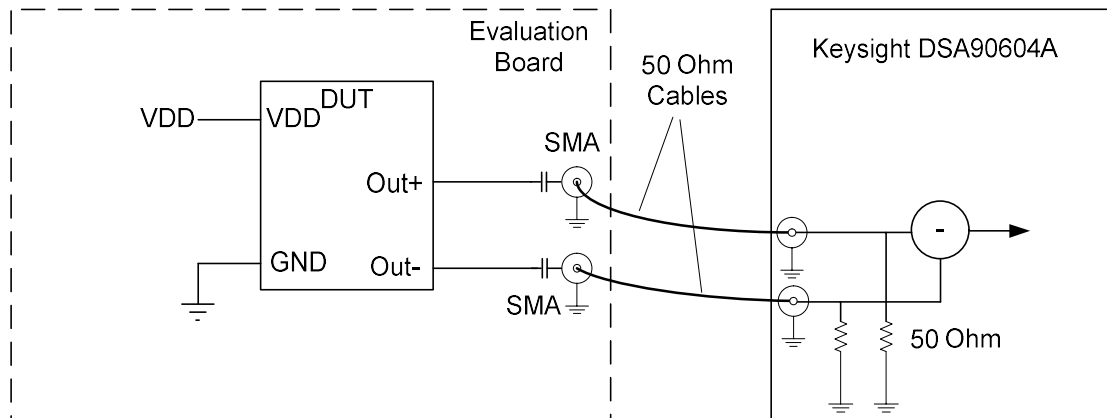 Evaluation
Board
Keysight DSA90604A
50 Ohm
Cables
DUT
VDD
VDD
SMA
Out+
-
GND
Out-
SMA
50 Ohm